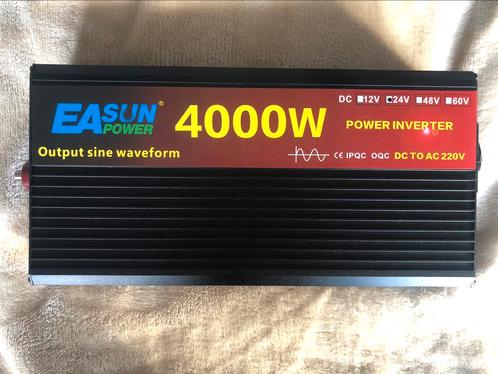 EASUN POWER®
4000W
DC ■12V ■24V ■48V ■60V
POWER INVERTER
Output sine waveform
CE IPQC OQC DC TO AC 220V